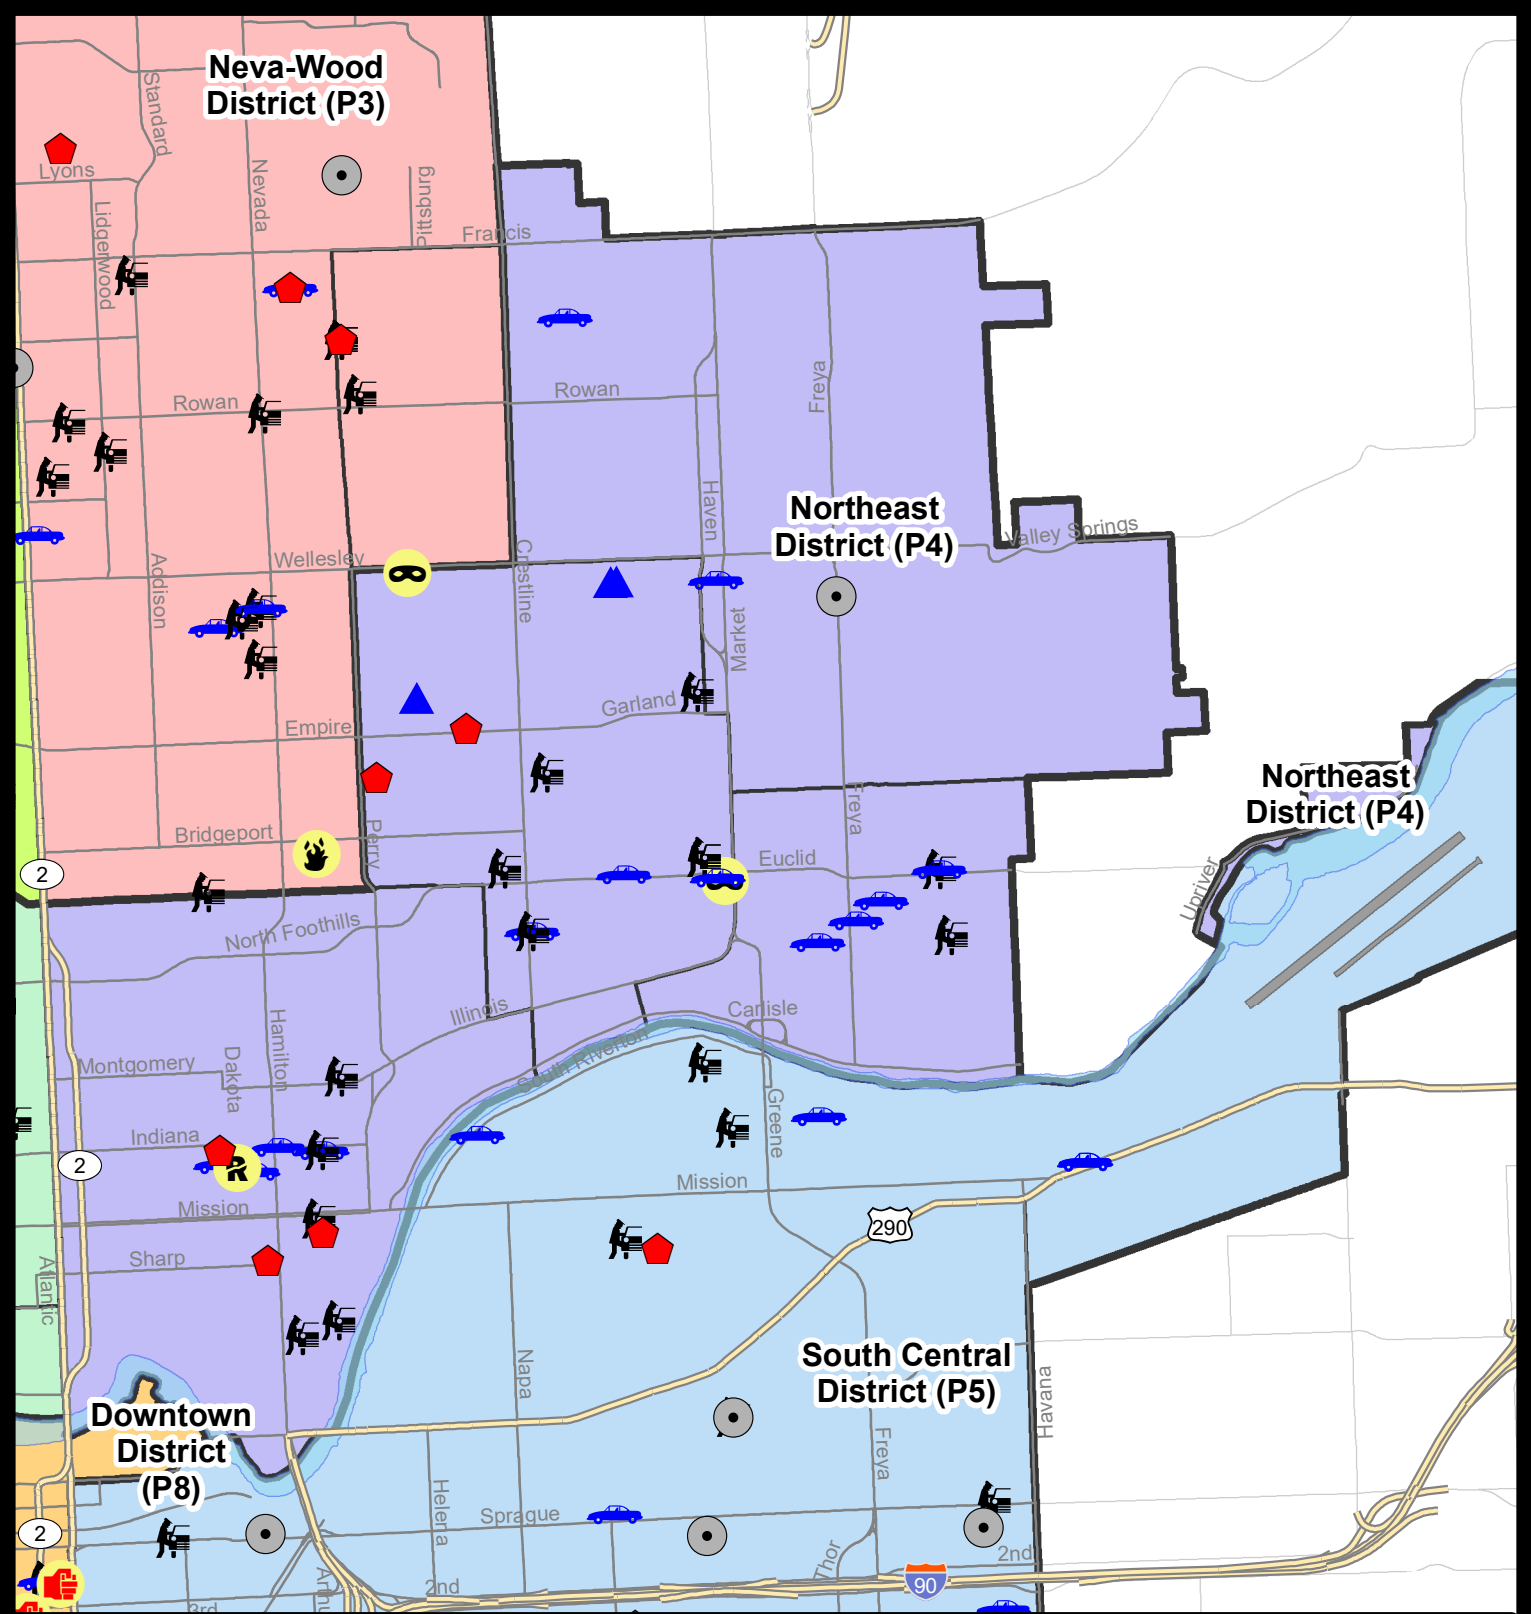 Neva-Wood
District (P3)
Standard
Lyons
Nevada
Pittsburg
Lidgerwood
Francis
Rowan
Rowan
Freya
Haven
Northeast
District (P4)
Valley Springs
Wellesley
Crestline
Addison
Market
Garland
Empire
Northeast
District (P4)
Bridgeport
Perry
Freya
Euclid
2
Upriver
North Foothills
Illinois
Carlisle
Hamilton
South Riverton
Montgomery
Dakota
Greene
Indiana
2
R
Mission
Mission
290
Sharp
Atlantic
South Central
District (P5)
Napa
Havana
Downtown
District
(P8)
Freya
Helena
Sprague
2
Thor
2nd
90
2nd
3rd